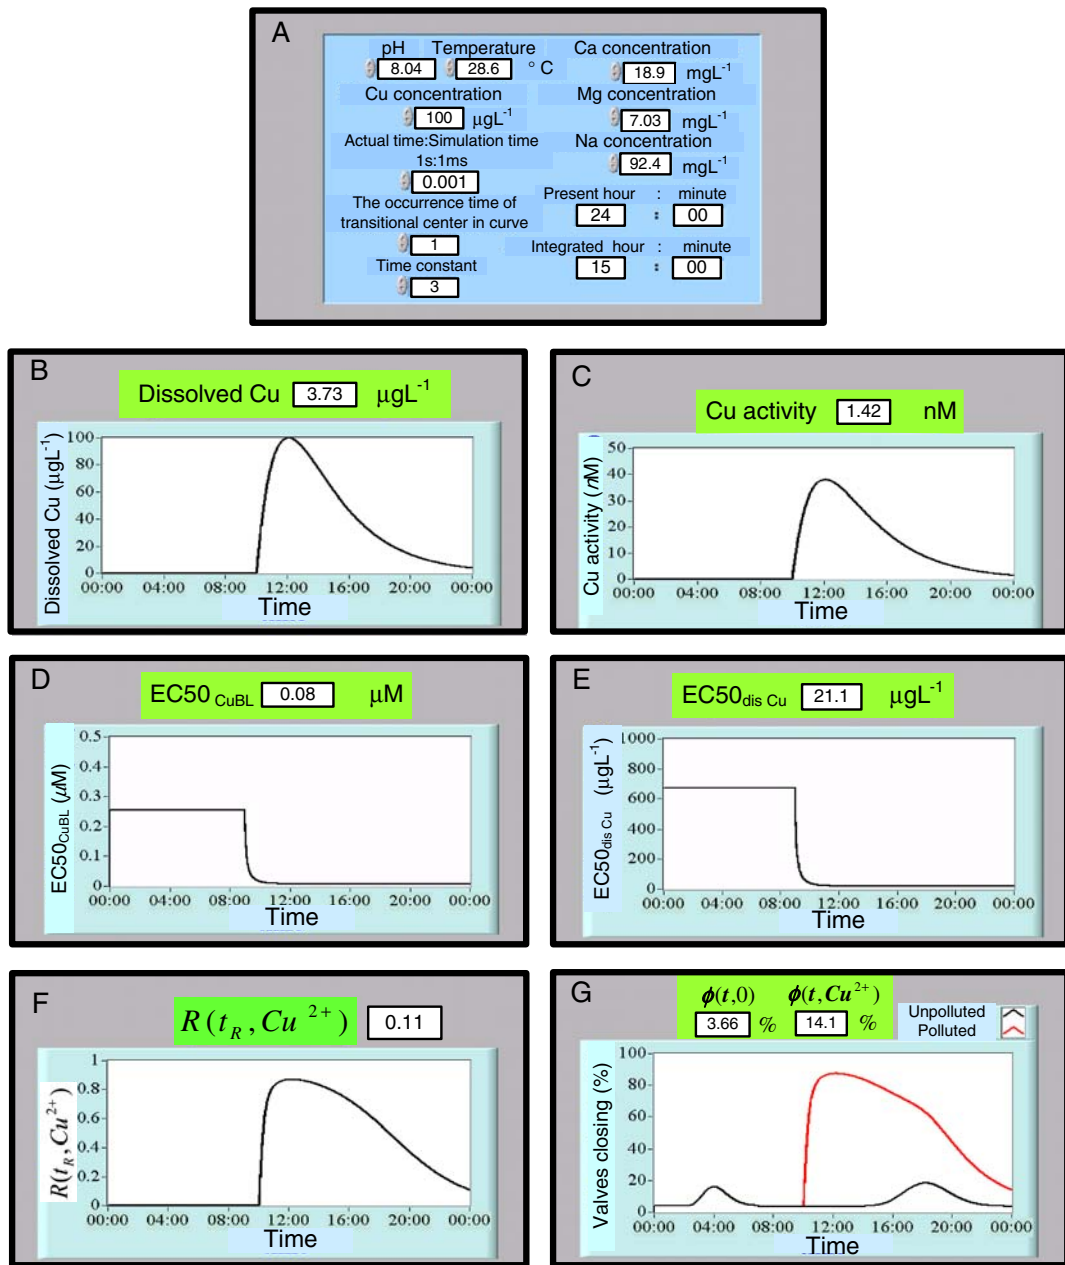 A
pH Temperature Ca concentration
8.04 28.6 ° C 18.9 mgL-1
Cu concentration Mg concentration
100 µgL-1 7.03 mgL-1
Actual time:Simulation time Na concentration
1s:1ms 92.4 mgL-1
0.001
The occurrence time of Present hour : minute
transitional center in curve 24 : 00
1 Integrated hour : minute
Time constant 15 : 00
3
B
Dissolved Cu 3.73 µgL-1
Dissolved Cu (µgL-1)
100
80
60
40
20
0
00:00 04:00 08:00 12:00 16:00 20:00 00:00
Time
C
Cu activity 1.42 nM
Cu activity (nM)
50
40
30
20
10
0
00:00 04:00 08:00 12:00 16:00 20:00 00:00
Time
D
EC50 CuBL 0.08 µM
EC50CuBL (µM)
0.5
0.4
0.3
0.2
0.1
0
00:00 04:00 08:00 12:00 16:00 20:00 00:00
Time
E
EC50dis Cu 21.1 µgL-1
EC50dis Cu (µgL-1)
1000
800
600
400
200
0
00:00 04:00 08:00 12:00 16:00 20:00 00:00
Time
F
R(tR, Cu 2+) 0.11
R(tR, Cu2+)
1
0.8
0.6
0.4
0.2
0
00:00 04:00 08:00 12:00 16:00 20:00 00:00
Time
G
ϕ(t,0) ϕ(t,Cu2+)
3.66 % 14.1 %
Unpolluted
Polluted
Valves closing (%)
100
80
60
40
20
0
00:00 04:00 08:00 12:00 16:00 20:00 00:00
Time